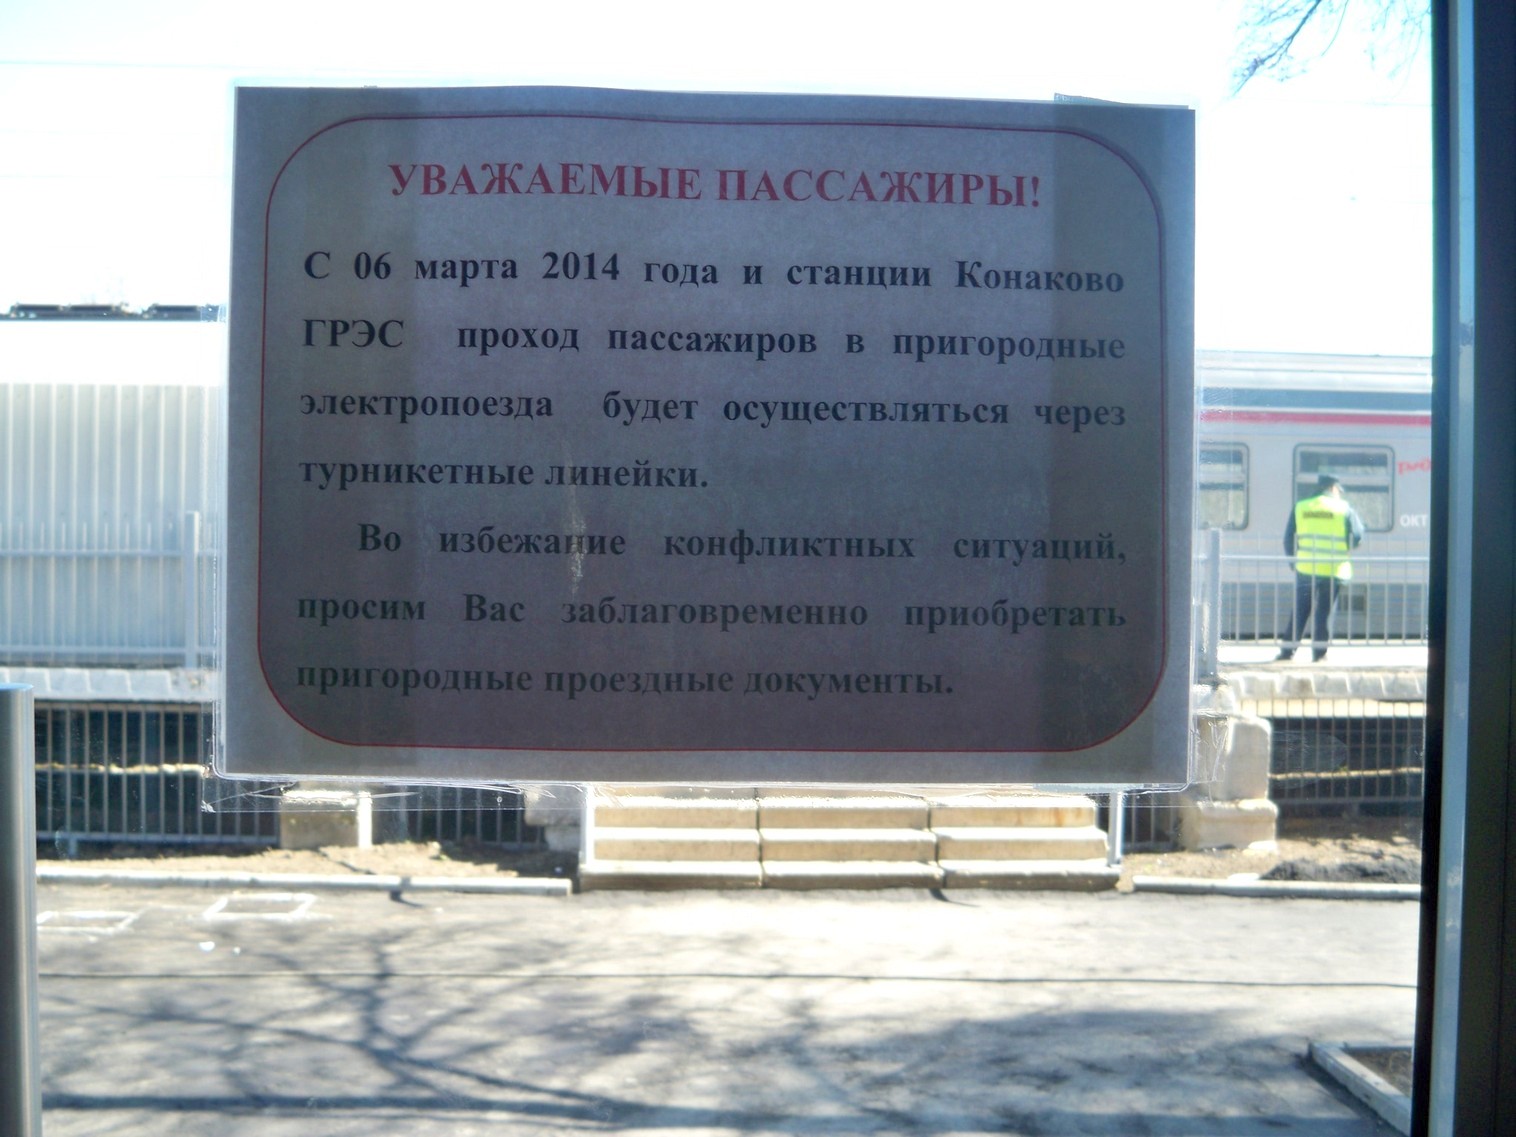 УВАЖАЕМЫЕ ПАССАЖИРЫ!
С 06 марта 2014 года и станции Конаково
ГРЭС проход пассажиров в пригородные
электропоезда будет осуществляться через
турникетные линейки.
Во избежание конфликтных ситуаций,
просим Вас заблаговременно приобретать
пригородные проездные документы.
ОКТ